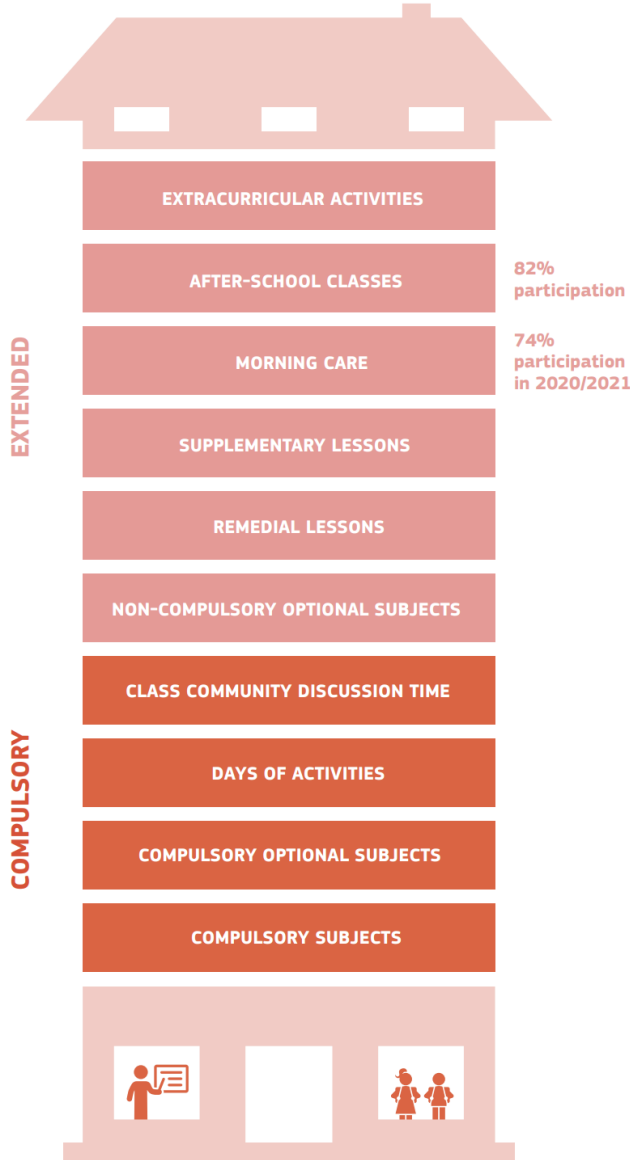 EXTRACURRICULAR ACTIVITIES
AFTER-SCHOOL CLASSES
82%
participation
MORNING CARE
74%
participation
in 2020/2021
EXTENDED
SUPPLEMENTARY LESSONS
REMEDIAL LESSONS
NON-COMPULSORY OPTIONAL SUBJECTS
CLASS COMMUNITY DISCUSSION TIME
COMPULSORY
DAYS OF ACTIVITIES
COMPULSORY OPTIONAL SUBJECTS
COMPULSORY SUBJECTS